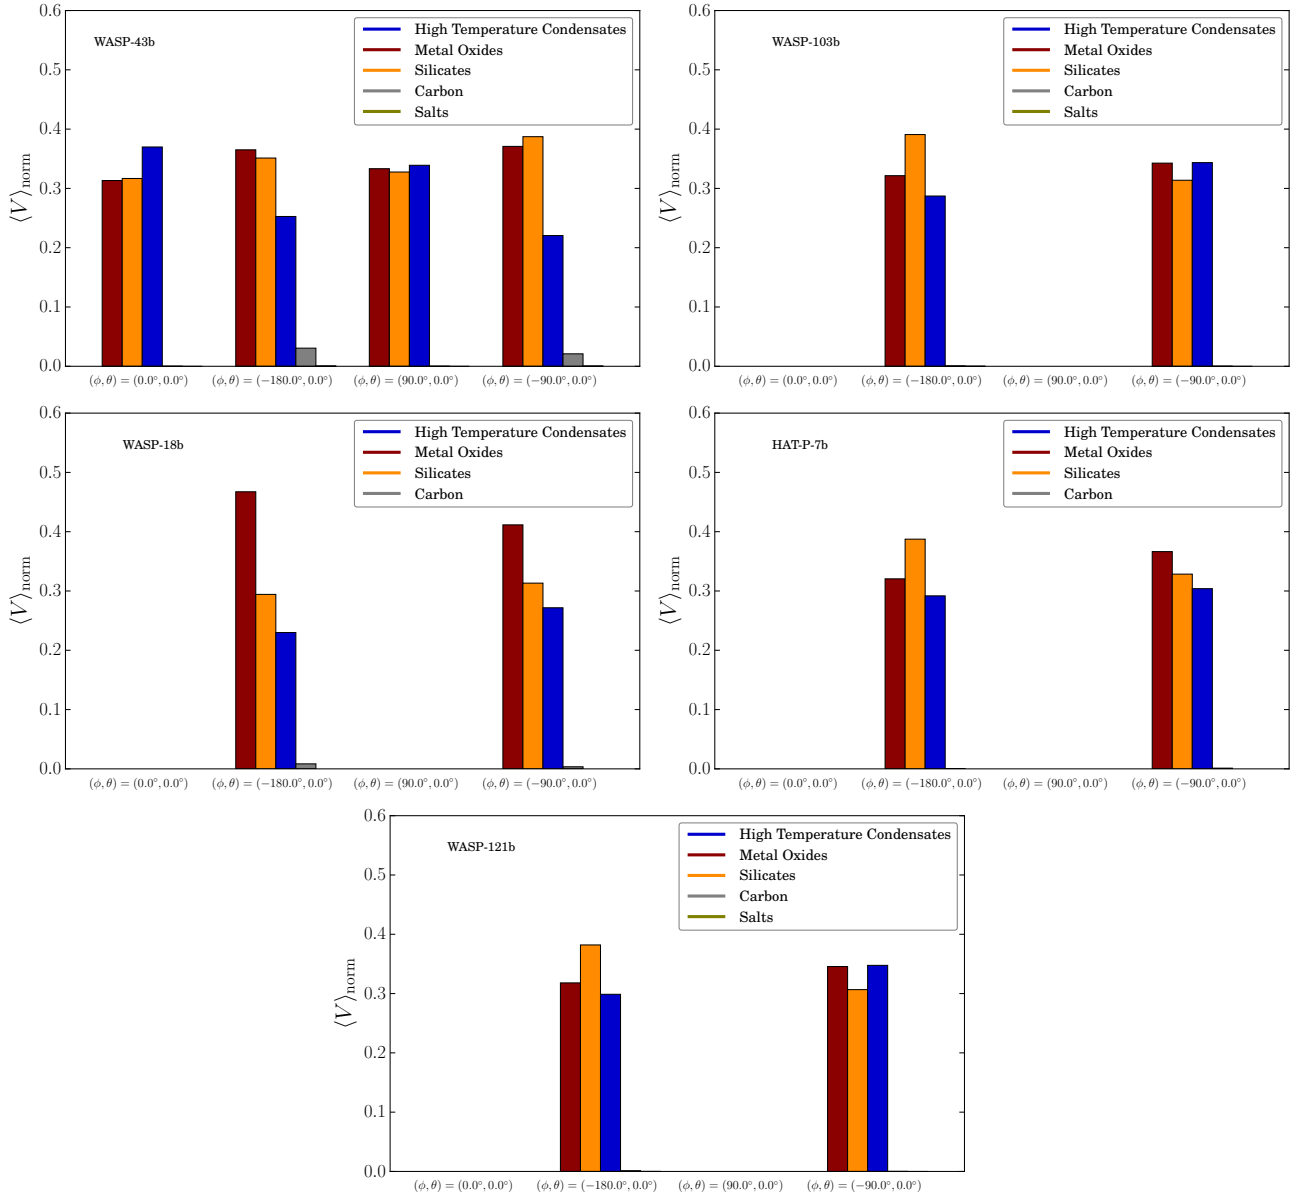 0.6
0.5
0.4
0.3
0.2
0.1
0.0
⟨V⟩norm
WASP-43b
High Temperature Condensates
Metal Oxides
Silicates
Carbon
Salts
(ϕ, θ) = (0.0°, 0.0°)
(ϕ, θ) = (−180.0°, 0.0°)
(ϕ, θ) = (90.0°, 0.0°)
(ϕ, θ) = (−90.0°, 0.0°)
0.6
0.5
0.4
0.3
0.2
0.1
0.0
⟨V⟩norm
WASP-103b
High Temperature Condensates
Metal Oxides
Silicates
Carbon
Salts
(ϕ, θ) = (0.0°, 0.0°)
(ϕ, θ) = (−180.0°, 0.0°)
(ϕ, θ) = (90.0°, 0.0°)
(ϕ, θ) = (−90.0°, 0.0°)
0.6
0.5
0.4
0.3
0.2
0.1
0.0
⟨V⟩norm
WASP-18b
High Temperature Condensates
Metal Oxides
Silicates
Carbon
(ϕ, θ) = (0.0°, 0.0°)
(ϕ, θ) = (−180.0°, 0.0°)
(ϕ, θ) = (90.0°, 0.0°)
(ϕ, θ) = (−90.0°, 0.0°)
0.6
0.5
0.4
0.3
0.2
0.1
0.0
⟨V⟩norm
HAT-P-7b
High Temperature Condensates
Metal Oxides
Silicates
Carbon
(ϕ, θ) = (0.0°, 0.0°)
(ϕ, θ) = (−180.0°, 0.0°)
(ϕ, θ) = (90.0°, 0.0°)
(ϕ, θ) = (−90.0°, 0.0°)
0.6
0.5
0.4
0.3
0.2
0.1
0.0
⟨V⟩norm
WASP-121b
High Temperature Condensates
Metal Oxides
Silicates
Carbon
Salts
(ϕ, θ) = (0.0°, 0.0°)
(ϕ, θ) = (−180.0°, 0.0°)
(ϕ, θ) = (90.0°, 0.0°)
(ϕ, θ) = (−90.0°, 0.0°)